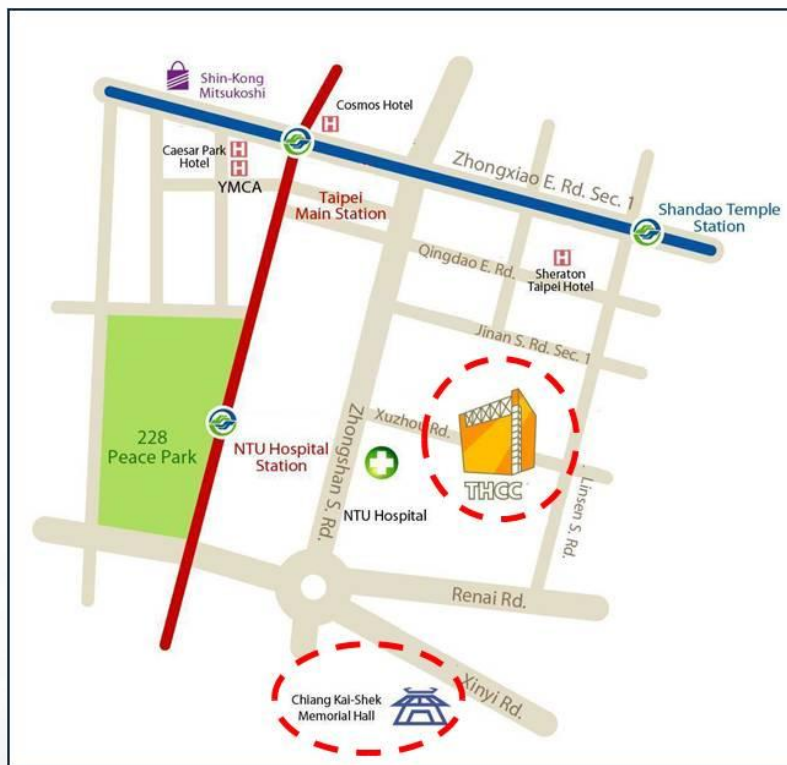 Shin-Kong
Mitsukoshi
Cosmos Hotel
Caesar Park
Hotel
H
H
H
YMCA
Taipei
Main Station
Zhongxiao E. Rd. Sec. 1
Shandao Temple
Station
Qingdao E. Rd.
H
Sheraton
Taipei Hotel
Jinan S. Rd. Sec. 1
228
Peace Park
NTU Hospital
Station
Zhongshan S. Rd.
Xuzhou Rd.
THCC
NTU Hospital
Linsen S. Rd.
Renai Rd.
Xinyi Rd.
Chiang Kai-Shek
Memorial Hall